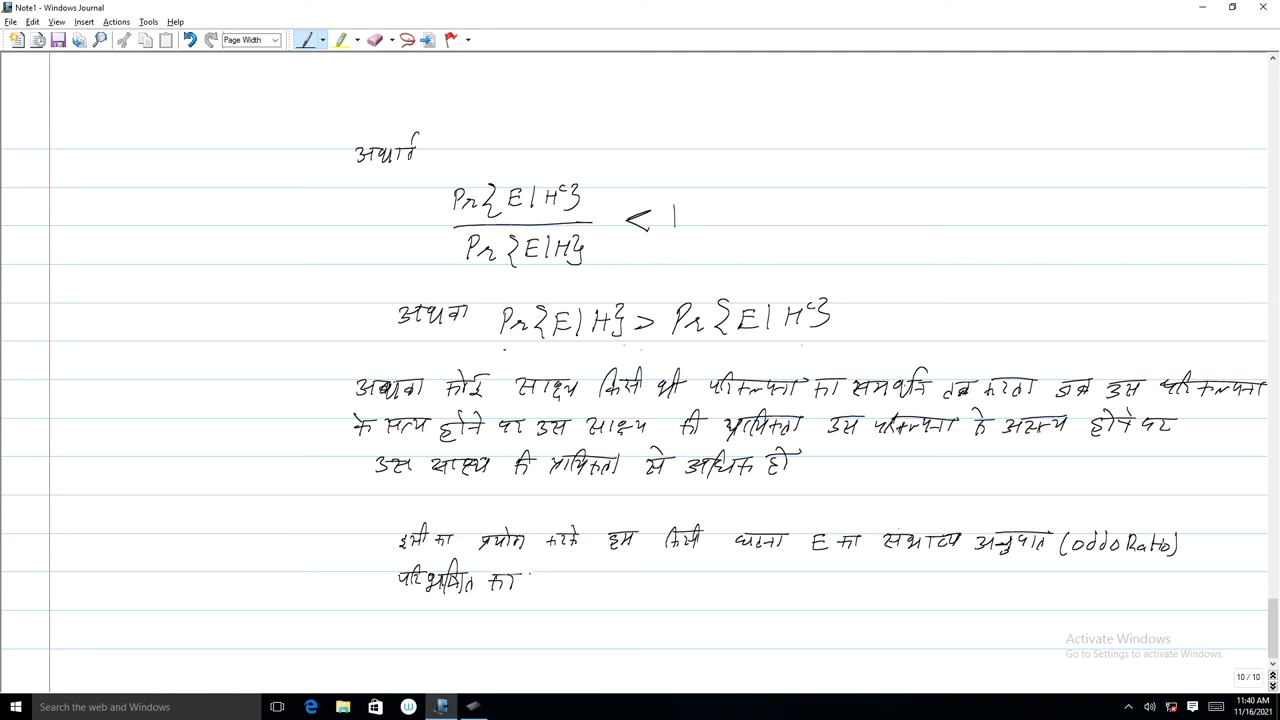 Note1 - Windows Journal
File Edit View Insert Actions Tools Help
Page Width
अर्थात
Pr{E|Hᶜ}
Pr{E|H}
< 1
अथवा Pr{E|H} > Pr{E|Hᶜ}
अथवा कोई साक्ष्य किसी भी परिकल्पना का समर्थन तब करता जब उस परिकल्पना
के सत्य होने पर उस साक्ष्य की प्रायिकता उस परिकल्पना के असत्य होने पर
उस साक्ष्य की प्रायिकता से अधिक हो
इसी का प्रयोग करके हम किसी घटना E का संभाव्य अनुपात (Odds Ratio)
परिभाषित का
Activate Windows
Go to Settings to activate Windows.
10 / 10
Search the web and Windows
11:40 AM
11/16/2021